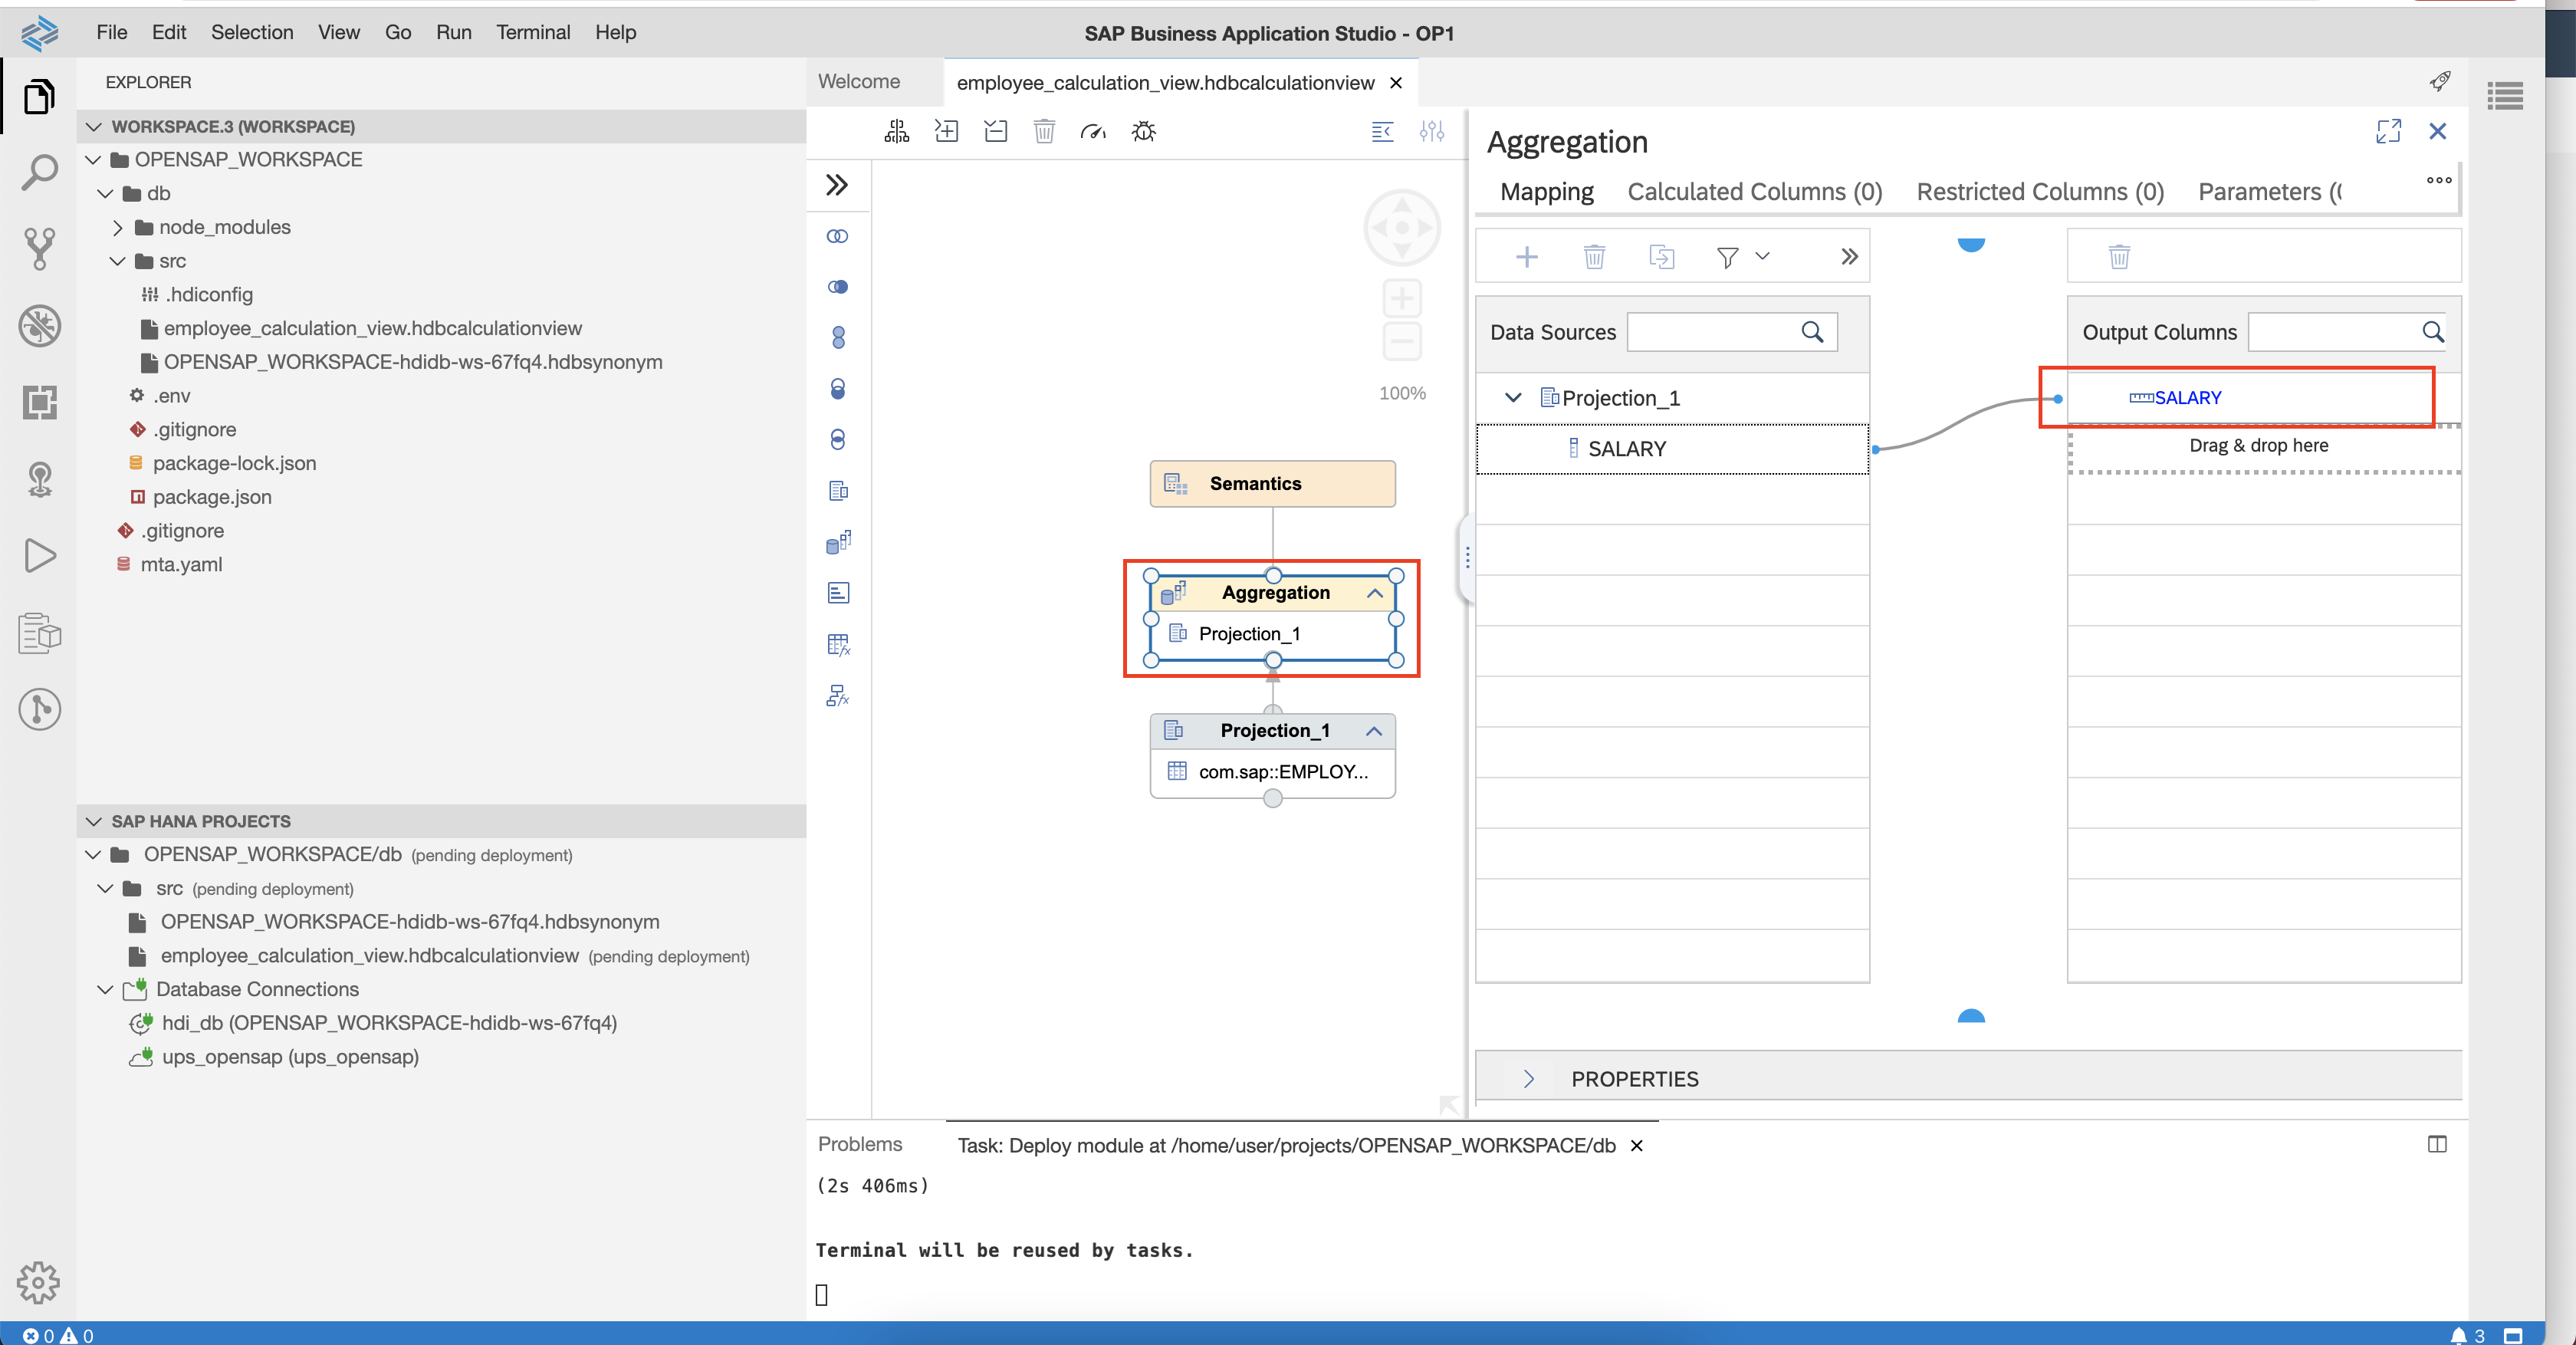 File Edit Selection View Go Run Terminal Help
SAP Business Application Studio - OP1
EXPLORER
WORKSPACE.3 (WORKSPACE)
OPENSAP_WORKSPACE
db
node_modules
src
.hdiconfig
employee_calculation_view.hdbcalculationview
OPENSAP_WORKSPACE-hdidb-ws-67fq4.hdbsynonym
.env
.gitignore
package-lock.json
package.json
.gitignore
mta.yaml
SAP HANA PROJECTS
OPENSAP_WORKSPACE/db (pending deployment)
src (pending deployment)
OPENSAP_WORKSPACE-hdidb-ws-67fq4.hdbsynonym
employee_calculation_view.hdbcalculationview (pending deployment)
Database Connections
hdi_db (OPENSAP_WORKSPACE-hdidb-ws-67fq4)
ups_opensap (ups_opensap)
Welcome
employee_calculation_view.hdbcalculationview
100%
Semantics
Aggregation
Projection_1
Projection_1
com.sap::EMPLOY...
Aggregation
Mapping Calculated Columns (0) Restricted Columns (0) Parameters (
Data Sources
Projection_1
SALARY
Output Columns
SALARY
Drag & drop here
PROPERTIES
Problems
Task: Deploy module at /home/user/projects/OPENSAP_WORKSPACE/db
(2s 406ms)
Terminal will be reused by tasks.
0 0
3